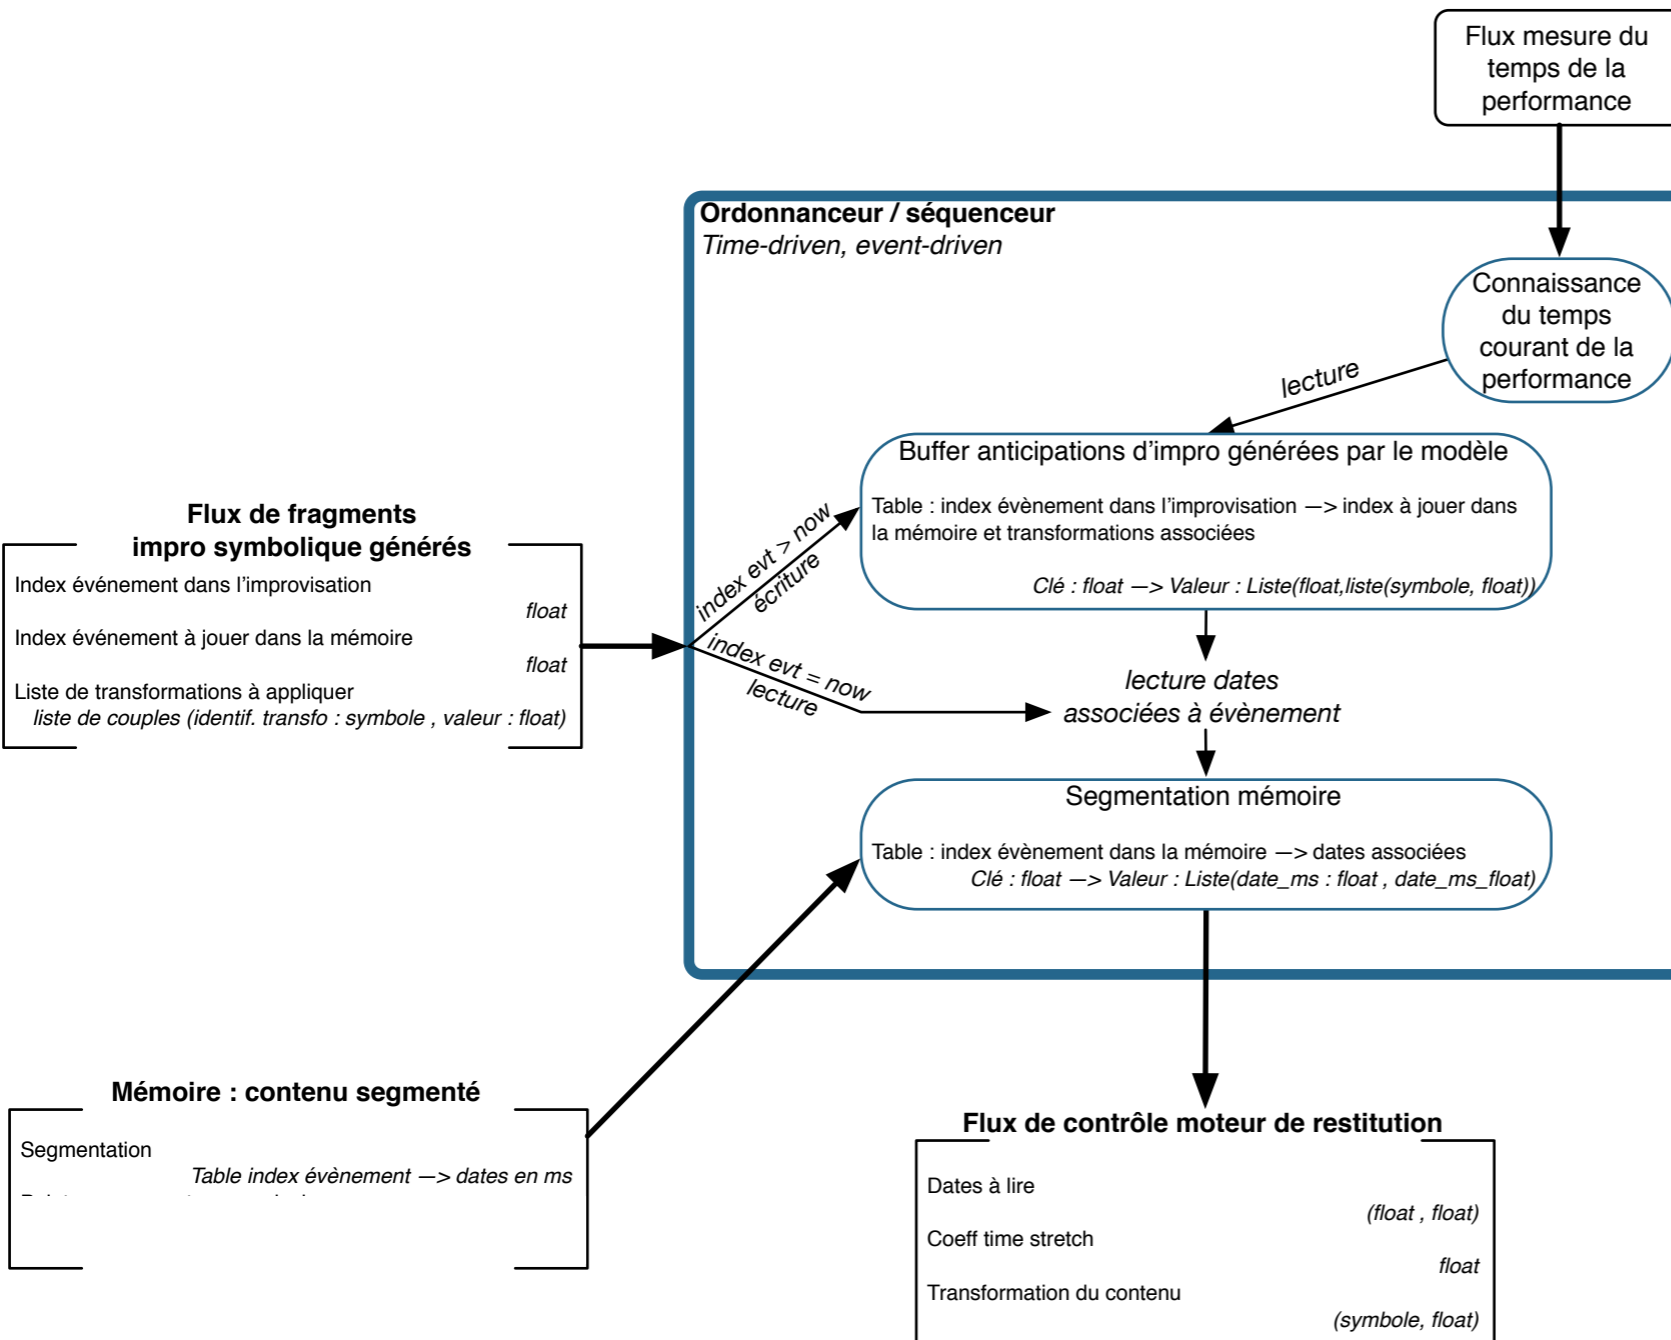 Flux mesure du
temps de la
performance
Ordonnanceur / séquenceur
Time-driven, event-driven
Connaissance
du temps
courant de la
performance
lecture
Buffer anticipations d’impro générées par le modèle
Table : index évènement dans l’improvisation —> index à jouer dans
la mémoire et transformations associées
Clé : float —> Valeur : Liste(float,liste(symbole, float))
index evt > now
écriture
index evt = now
lecture
Flux de fragments
impro symbolique générés
Index événement dans l’improvisation
float
Index événement à jouer dans la mémoire
float
Liste de transformations à appliquer
liste de couples (identif. transfo : symbole , valeur : float)
lecture dates
associées à évènement
Segmentation mémoire
Table : index évènement dans la mémoire —> dates associées
Clé : float —> Valeur : Liste(date_ms : float , date_ms_float)
Mémoire : contenu segmenté
Segmentation
Table index évènement —> dates en ms
Flux de contrôle moteur de restitution
Dates à lire
(float , float)
Coeff time stretch
float
Transformation du contenu
(symbole, float)